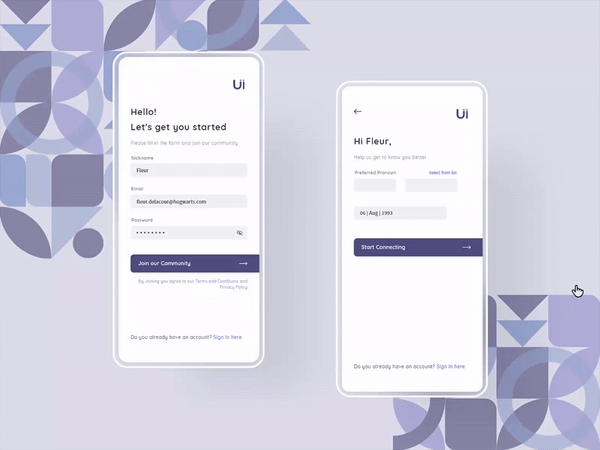 Ui
Hello!
Let's get you started
Please fill in the form and join our community
Nickname
Fleur
Email
fleur.delacour@hogwarts.com
Password
Join our Community
By Joining you agree to our Terms and Conditions and
Privacy Policy
Do you already have an account? Sign In here
Ui
Hi Fleur,
Help us get to know you better
Preferred Pronoun
Select from list
06 | Aug | 1993
Start Connecting
Do you already have an account? Sign In here